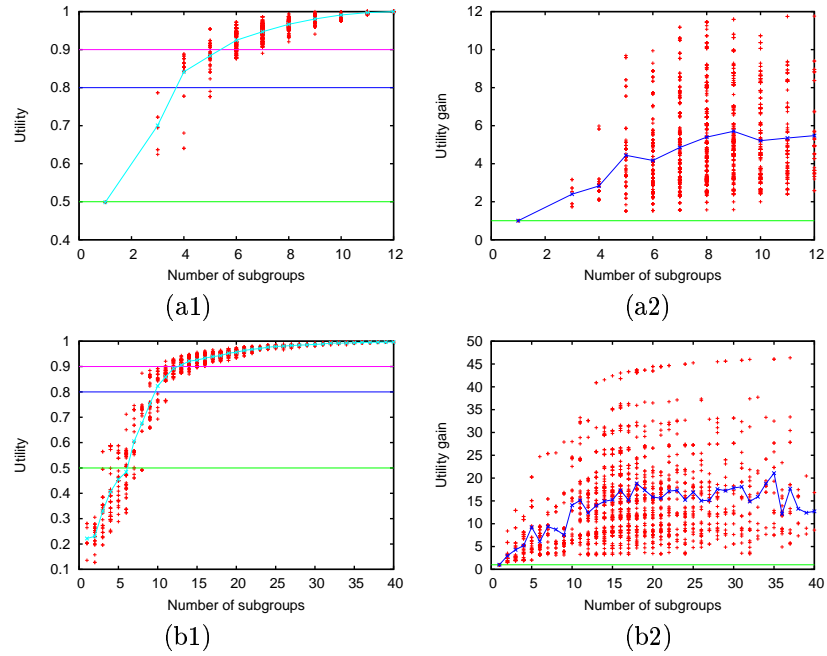 1
0.9
0.8
0.7
0.6
0.5
0.4
Utility
0 2 4 6 8 10 12
Number of subgroups
(a1)
12
10
8
6
4
2
0
Utility gain
0 2 4 6 8 10 12
Number of subgroups
(a2)
1
0.9
0.8
0.7
0.6
0.5
0.4
0.3
0.2
0.1
Utility
0 5 10 15 20 25 30 35 40
Number of subgroups
(b1)
50
45
40
35
30
25
20
15
10
5
0
Utility gain
0 5 10 15 20 25 30 35 40
Number of subgroups
(b2)